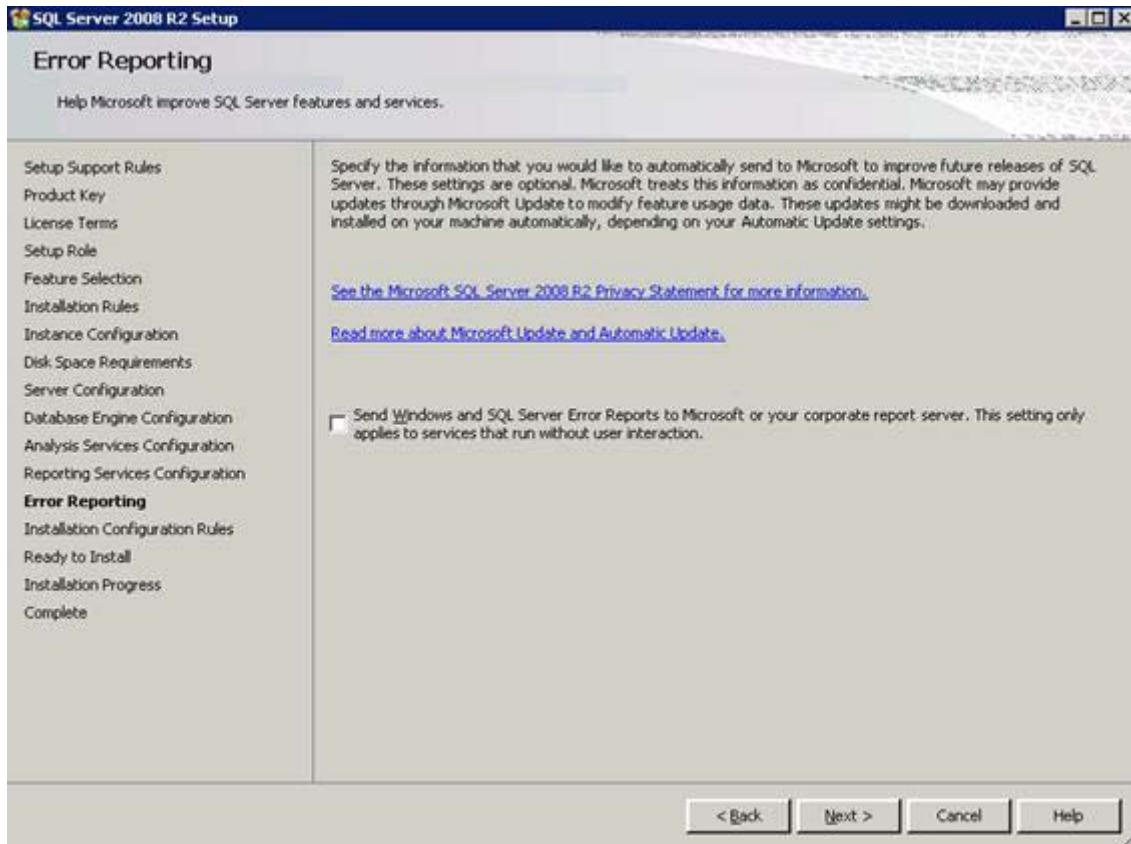 SQL Server 2008 R2 Setup
Error Reporting
Help Microsoft improve SQL Server features and services.
Setup Support Rules
Product Key
License Terms
Setup Role
Feature Selection
Installation Rules
Instance Configuration
Disk Space Requirements
Server Configuration
Database Engine Configuration
Analysis Services Configuration
Reporting Services Configuration
Error Reporting
Installation Configuration Rules
Ready to Install
Installation Progress
Complete
Specify the information that you would like to automatically send to Microsoft to improve future releases of SQL
Server. These settings are optional. Microsoft treats this information as confidential. Microsoft may provide
updates through Microsoft Update to modify feature usage data. These updates might be downloaded and
installed on your machine automatically, depending on your Automatic Update settings.
See the Microsoft SQL Server 2008 R2 Privacy Statement for more information.
Read more about Microsoft Update and Automatic Update.
Send Windows and SQL Server Error Reports to Microsoft or your corporate report server. This setting only
applies to services that run without user interaction.
< Back
Next >
Cancel
Help